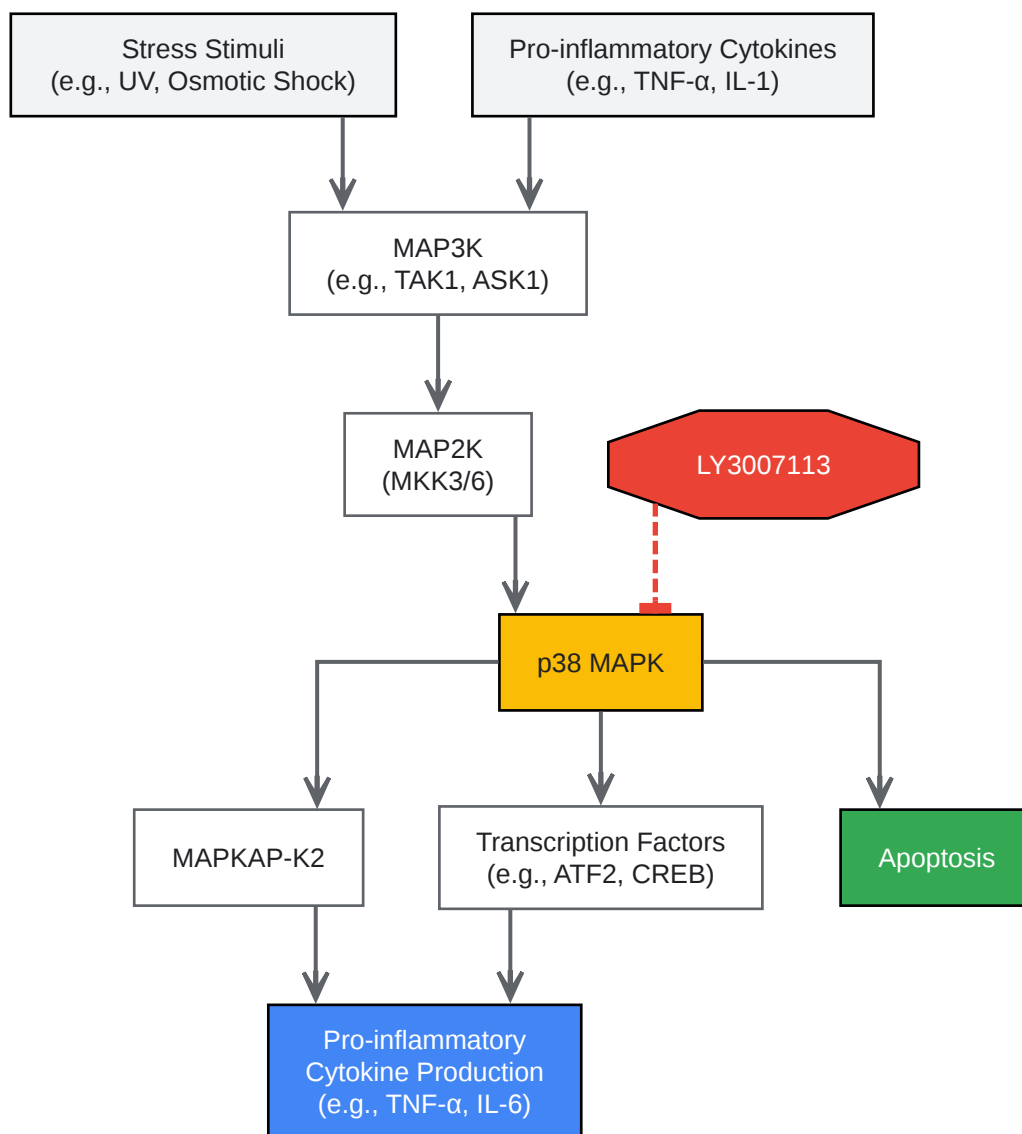 Stress Stimuli
(e.g., UV, Osmotic Shock)
Pro-inflammatory Cytokines
(e.g., TNF-α, IL-1)
MAP3K
(e.g., TAK1, ASK1)
MAP2K
(MKK3/6)
LY3007113
p38 MAPK
MAPKAP-K2
Transcription Factors
(e.g., ATF2, CREB)
Apoptosis
Pro-inflammatory
Cytokine Production
(e.g., TNF-α, IL-6)